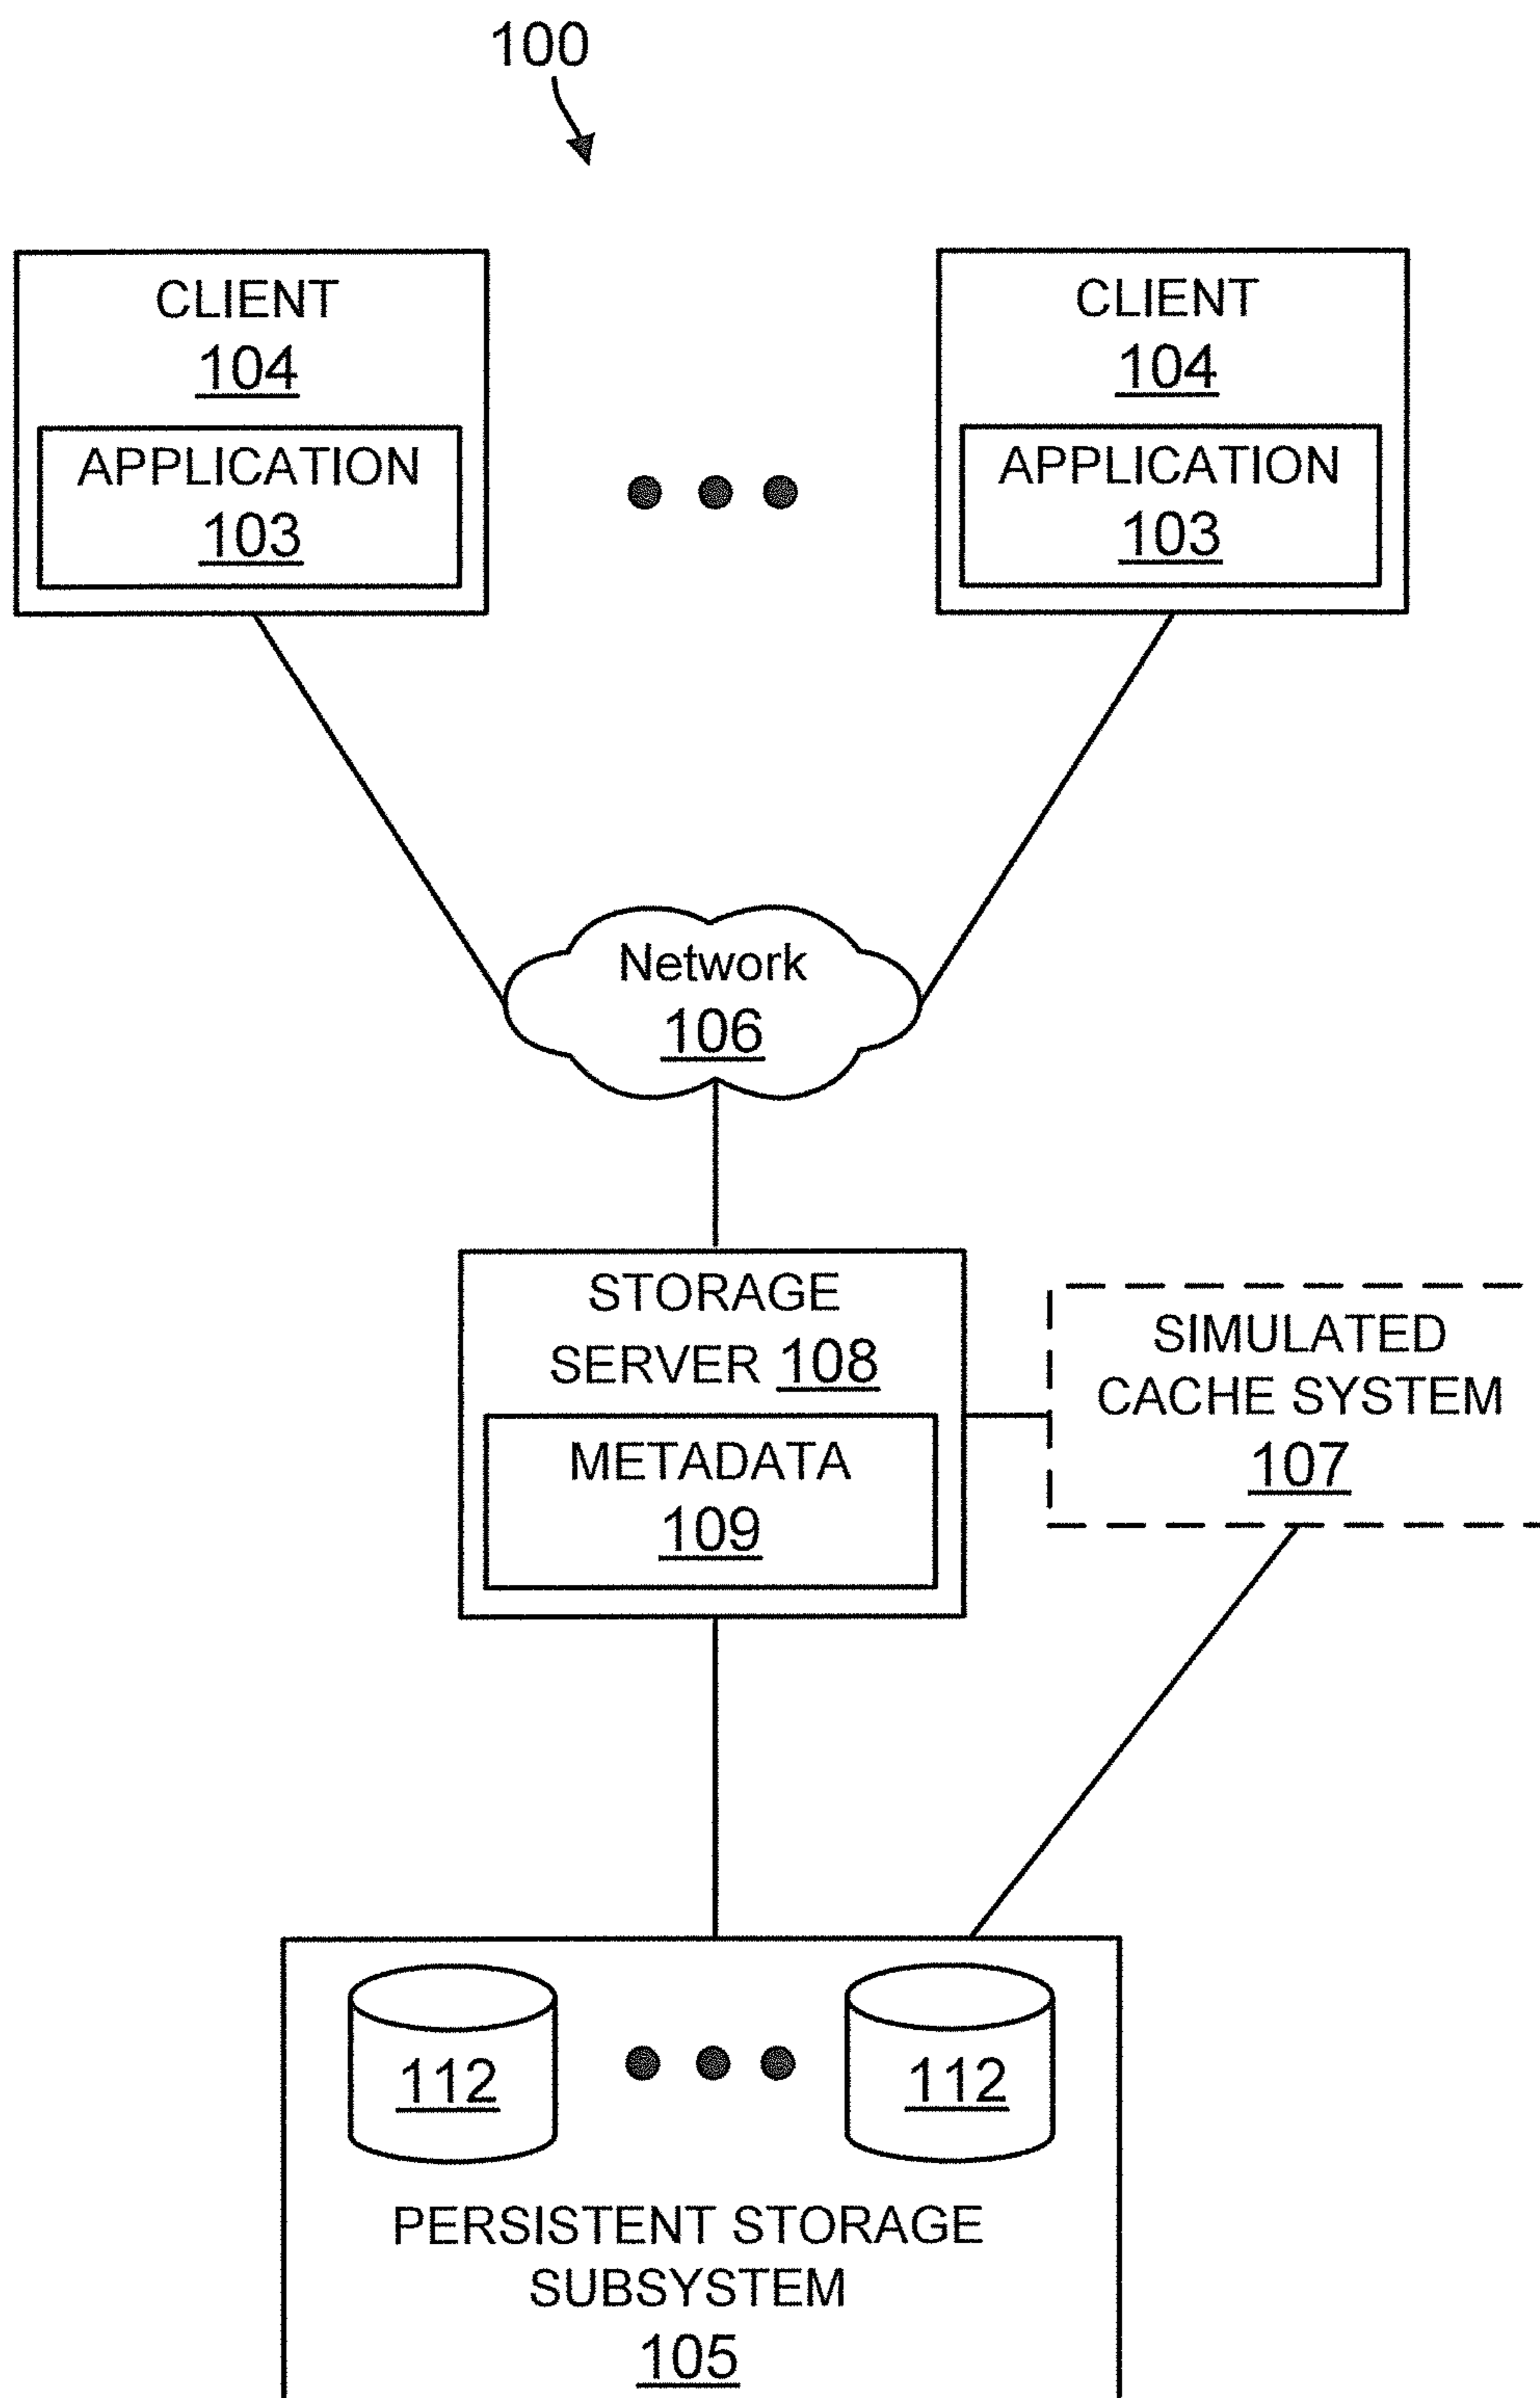 100
CLIENT
104
APPLICATION
103
CLIENT
104
APPLICATION
103
Network
106
STORAGE
SERVER 108
METADATA
109
SIMULATED
CACHE SYSTEM
107
112
112
PERSISTENT STORAGE
SUBSYSTEM
105